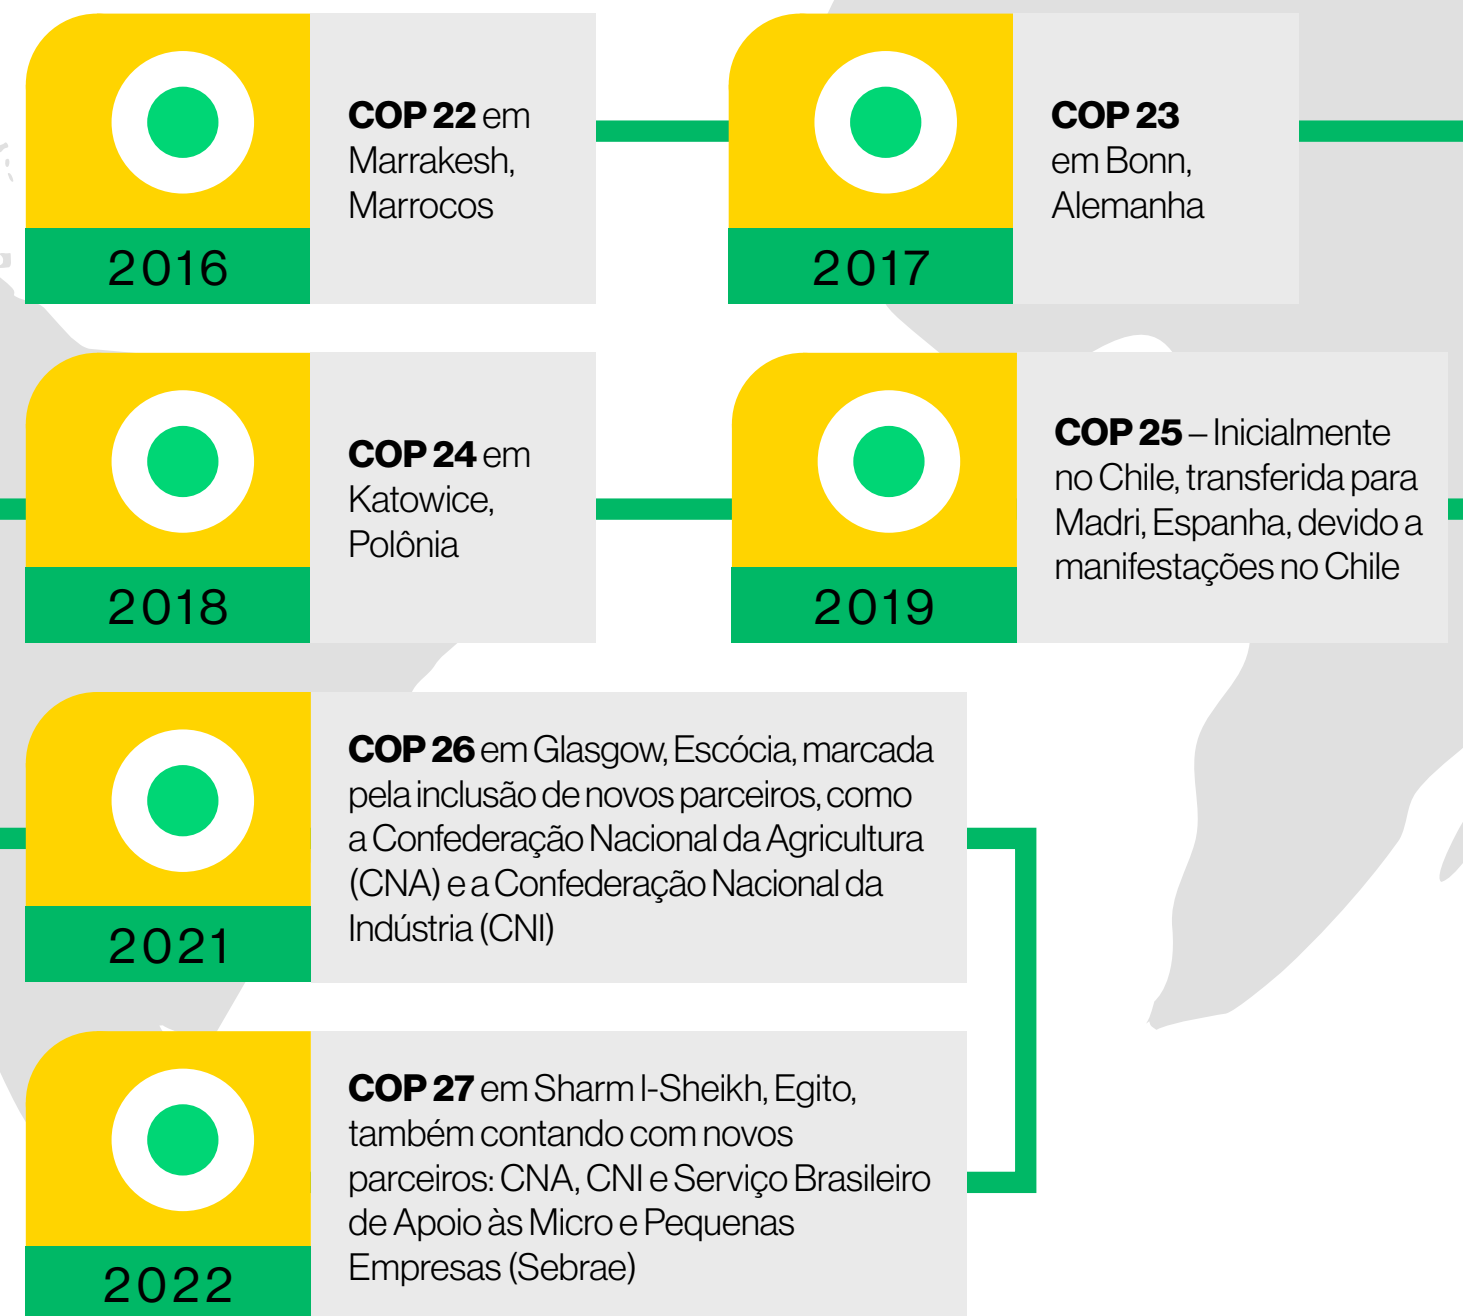 COP 22 em
Marrakesh,
Marrocos
2016
COP 23
em Bonn,
Alemanha
2017
COP 24 em
Katowice,
Polônia
2018
COP 25 – Inicialmente
no Chile, transferida para
Madri, Espanha, devido a
manifestações no Chile
2019
COP 26 em Glasgow, Escócia, marcada
pela inclusão de novos parceiros, como
a Confederação Nacional da Agricultura
(CNA) e a Confederação Nacional da
Indústria (CNI)
2021
COP 27 em Sharm l-Sheikh, Egito,
também contando com novos
parceiros: CNA, CNI e Serviço Brasileiro
de Apoio às Micro e Pequenas
Empresas (Sebrae)
2022